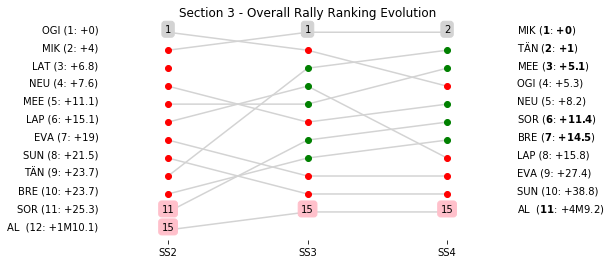 Section 3 - Overall Rally Ranking Evolution
OGI (1: +0) 1 1 2 MIK (1: +0)
MIK (2: +4) TÄN (2: +1)
LAT (3: +6.8) MEE (3: +5.1)
NEU (4: +7.6) OGI (4: +5.3)
MEE (5: +11.1) NEU (5: +8.2)
LAP (6: +15.1) SOR (6: +11.4)
EVA (7: +19) BRE (7: +14.5)
SUN (8: +21.5) LAP (8: +15.8)
TÄN (9: +23.7) EVA (9: +27.4)
BRE (10: +23.7) SUN (10: +38.8)
SOR (11: +25.3) 11 15 15 AL (11: +4M9.2)
AL (12: +1M10.1) 15
SS2 SS3 SS4